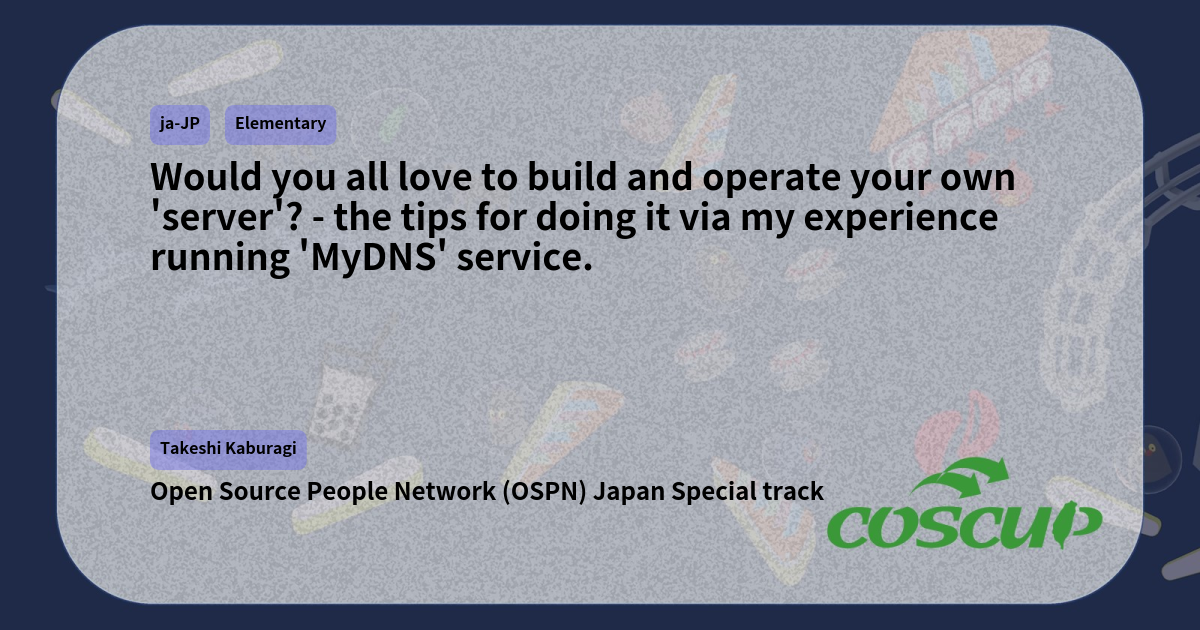 ja-JP Elementary
Would you all love to build and operate your own
'server'? - the tips for doing it via my experience
running 'MyDNS' service.
Takeshi Kaburagi
Open Source People Network (OSPN) Japan Special track
COSCUP